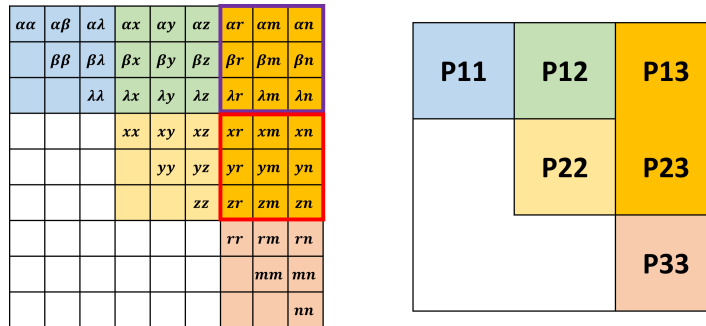 αα αβ αλ αx αy αz αr αm αn
ββ βλ βx βy βz βr βm βn
λλ λx λy λz λr λm λn
xx xy xz xr xm xn
yy yz yr ym yn
zz zr zm zn
rr rm rn
mm mn
nn
P11 P12 P13
P22 P23
P33